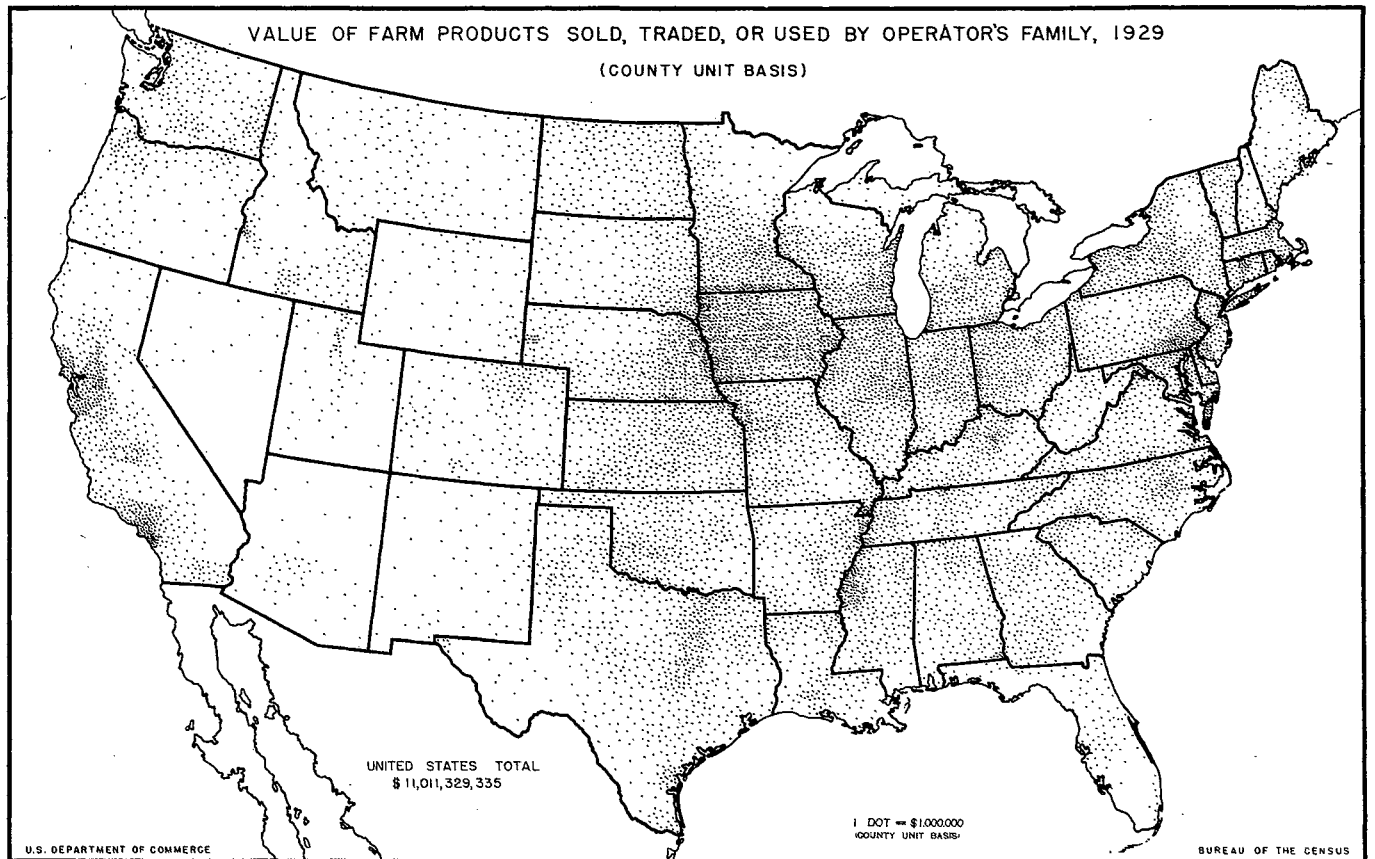 VALUE OF FARM PRODUCTS SOLD, TRADED, OR USED BY OPERATOR'S FAMILY, 1929
(COUNTY UNIT BASIS)
UNITED STATES TOTAL
$ 11,011,329,335
1 DOT = $1,000,000
(COUNTY UNIT BASIS)
U.S. DEPARTMENT OF COMMERCE
BUREAU OF THE CENSUS